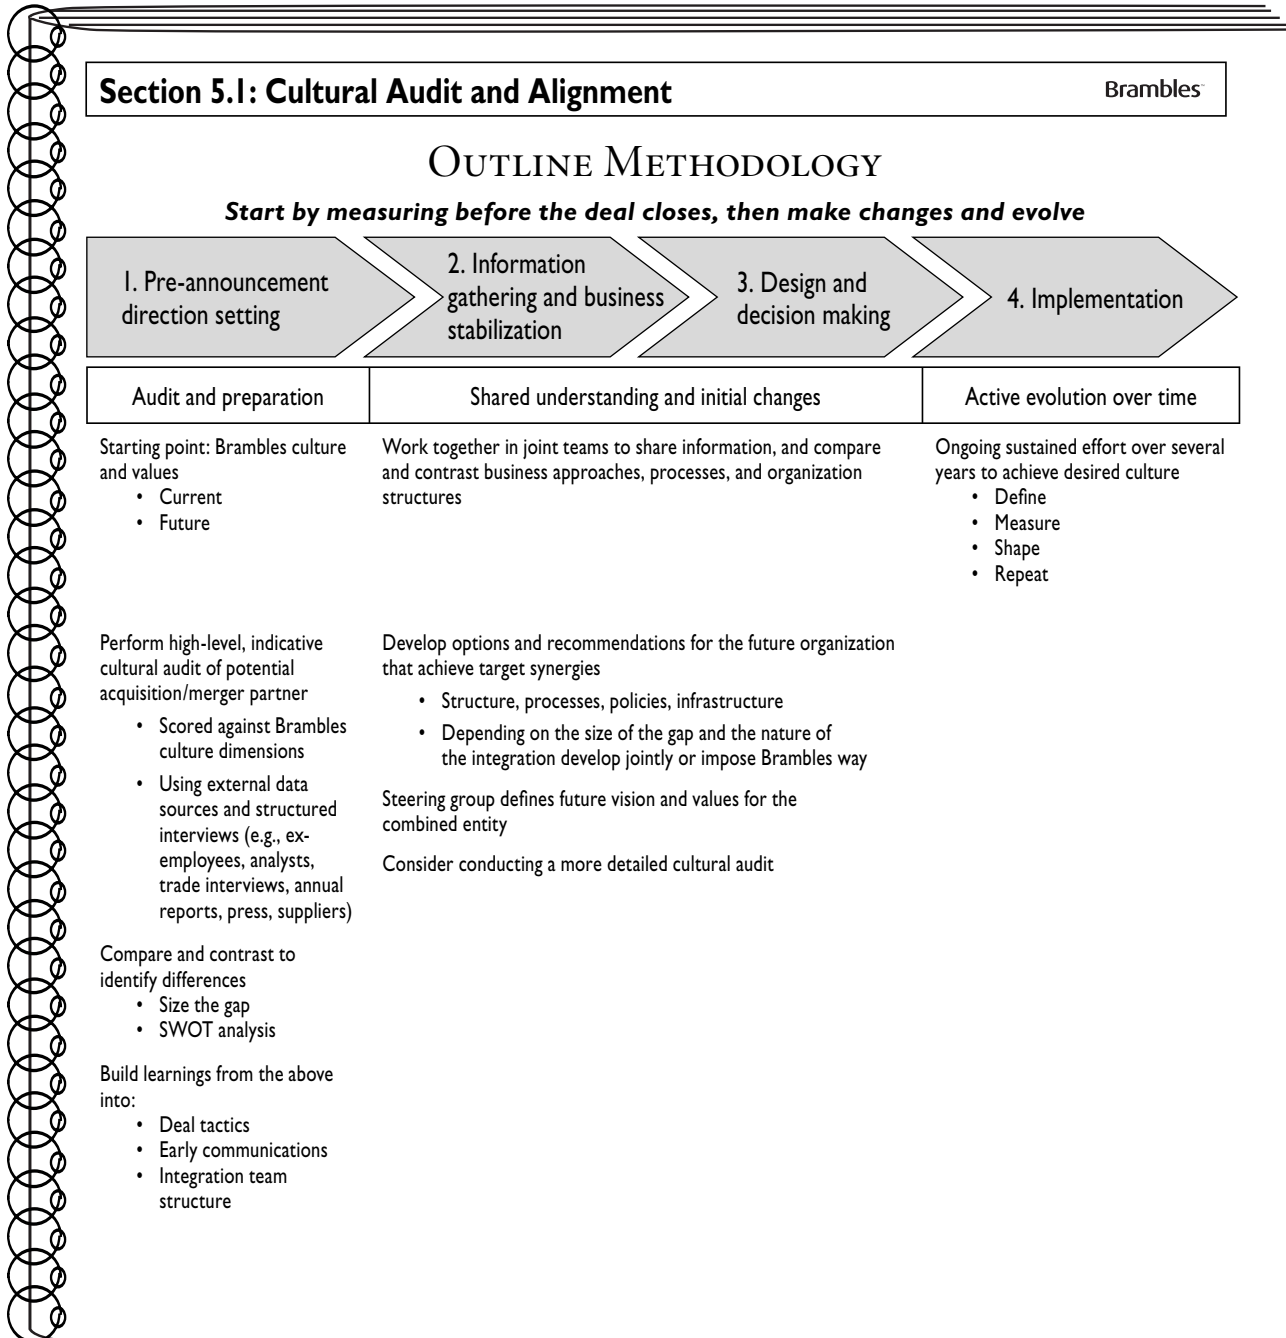 Section 5.1: Cultural Audit and Alignment
Brambles
OUTLINE METHODOLOGY
Start by measuring before the deal closes, then make changes and evolve
1. Pre-announcement
direction setting
2. Information
gathering and business
stabilization
3. Design and
decision making
4. Implementation
Audit and preparation
Shared understanding and initial changes
Active evolution over time
Starting point: Brambles culture
and values
• Current
• Future
Perform high-level, indicative
cultural audit of potential
acquisition/merger partner
• Scored against Brambles
culture dimensions
• Using external data
sources and structured
interviews (e.g., ex-
employees, analysts,
trade interviews, annual
reports, press, suppliers)
Compare and contrast to
identify differences
• Size the gap
• SWOT analysis
Build learnings from the above
into:
• Deal tactics
• Early communications
• Integration team
structure
Work together in joint teams to share information, and compare
and contrast business approaches, processes, and organization
structures
Develop options and recommendations for the future organization
that achieve target synergies
• Structure, processes, policies, infrastructure
• Depending on the size of the gap and the nature of
the integration develop jointly or impose Brambles way
Steering group defines future vision and values for the
combined entity
Consider conducting a more detailed cultural audit
Ongoing sustained effort over several
years to achieve desired culture
• Define
• Measure
• Shape
• Repeat